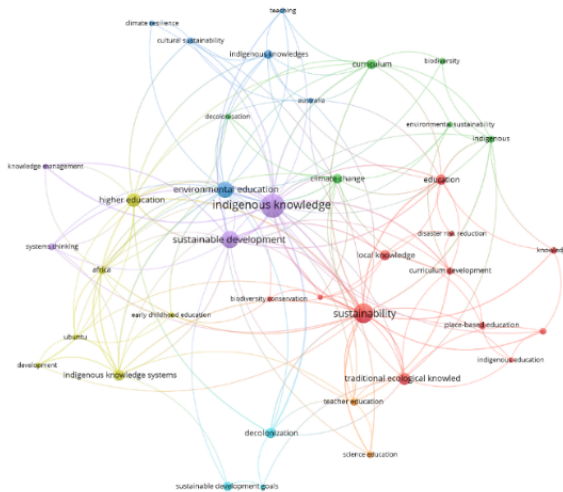 teaching
climate resilience
cultural sustainability
indigenous knowledges
curriculum
biodiversity
australia
decolonisation
environmental sustainability
indigenous
knowledge management
climate change
education
environmental education
higher education
indigenous knowledge
disaster risk reduction
systems thinking
sustainable development
knowled
local knowledge
africa
curriculum development
biodiversity conservation
early childhood education
sustainability
place-based education
ubuntu
development
indigenous education
indigenous knowledge systems
traditional ecological knowled
teacher education
decolonization
science education
sustainable development goals